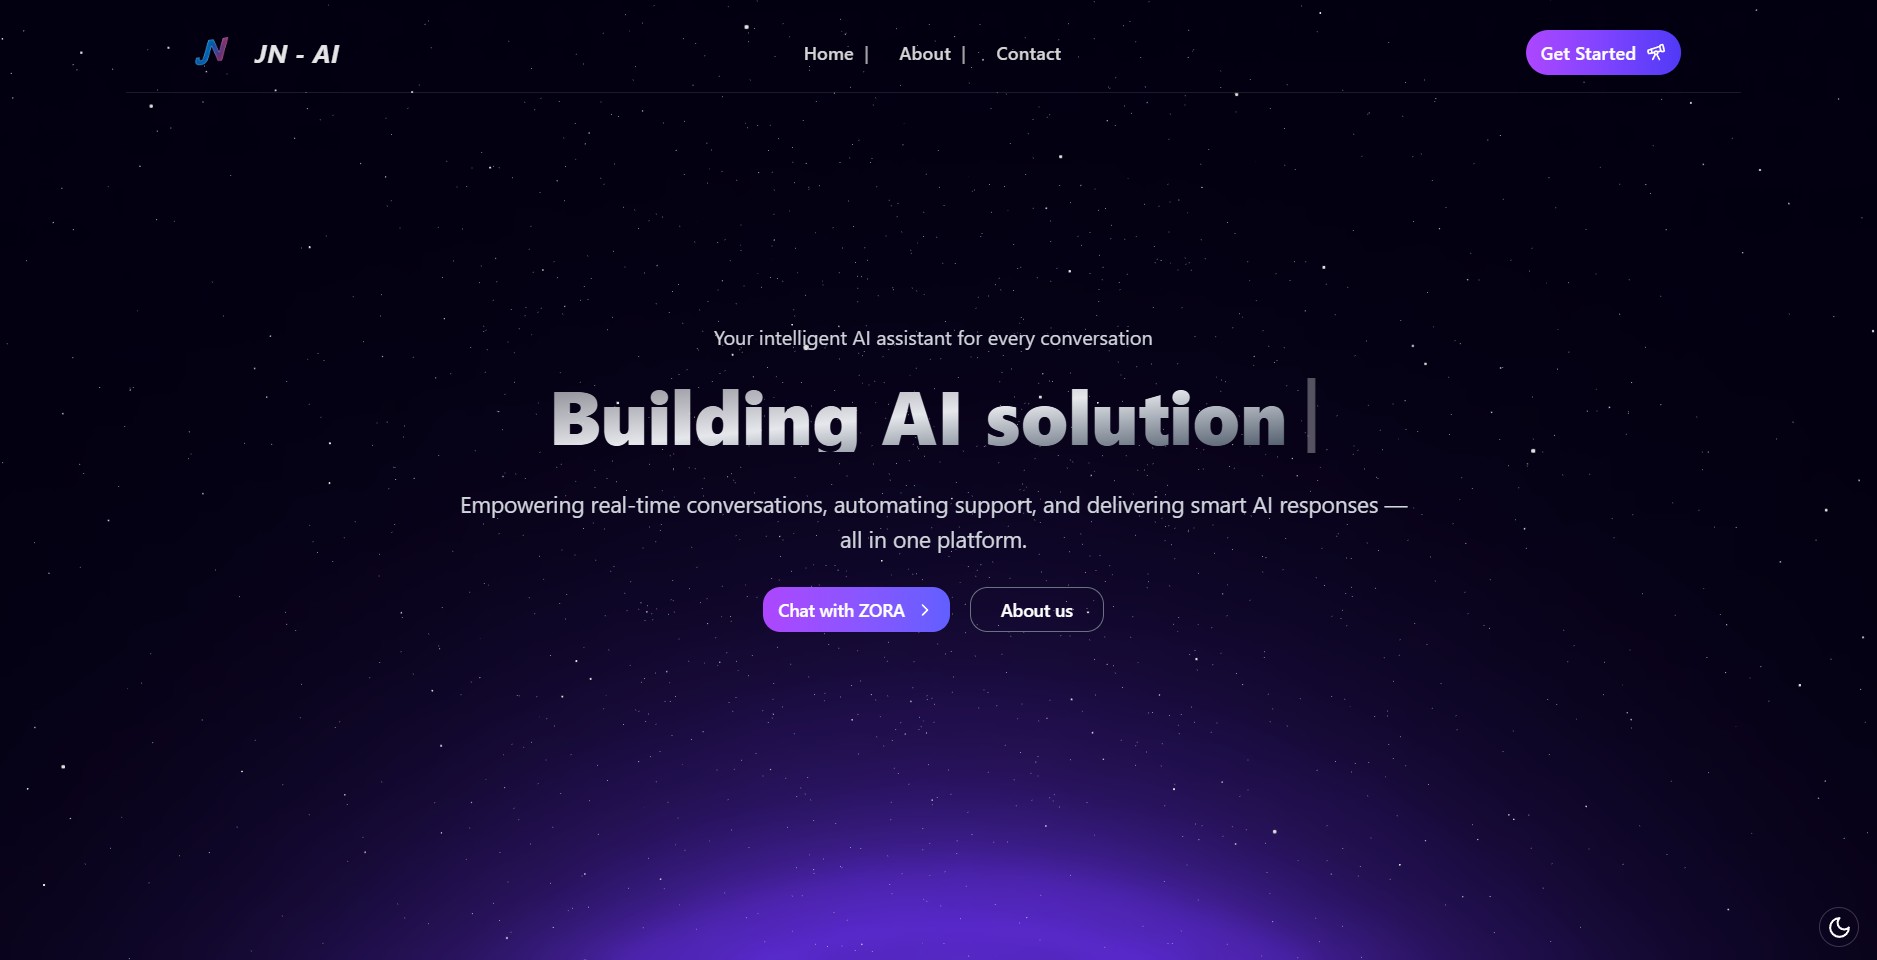 JN
JN - AI
Home |
About |
Contact
Get Started
Your intelligent AI assistant for every conversation
Building AI solution |
Empowering real-time conversations, automating support, and delivering smart AI responses —
all in one platform.
Chat with ZORA
About us